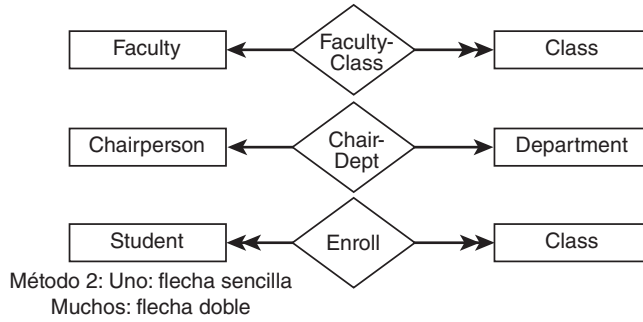 Faculty
Faculty-
Class
Class
Chairperson
Chair-
Dept
Department
Student
Enroll
Class
Método 2: Uno: flecha sencilla
Muchos: flecha doble